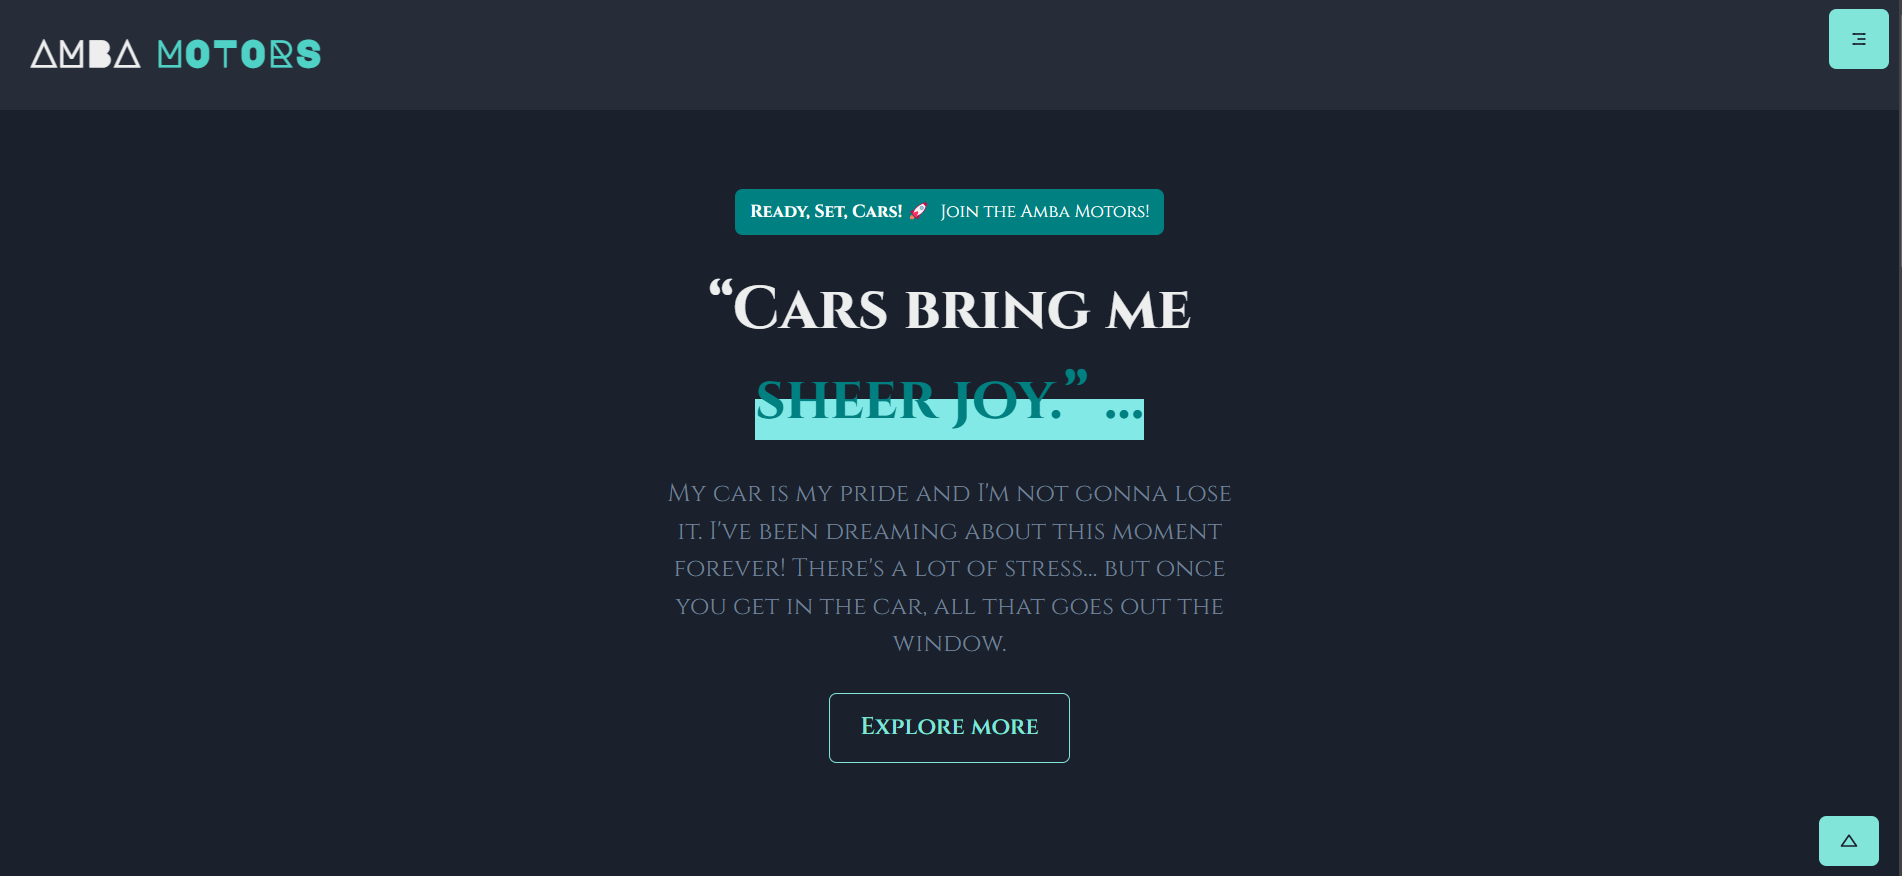 AMBA MOTORS
Ready, Set, Cars! 🚀 Join the Amba Motors!
“Cars bring me
sheer joy.” ...
My car is my pride and I'm not gonna lose
it. I've been dreaming about this moment
forever! There's a lot of stress... but once
you get in the car, all that goes out the
window.
Explore more